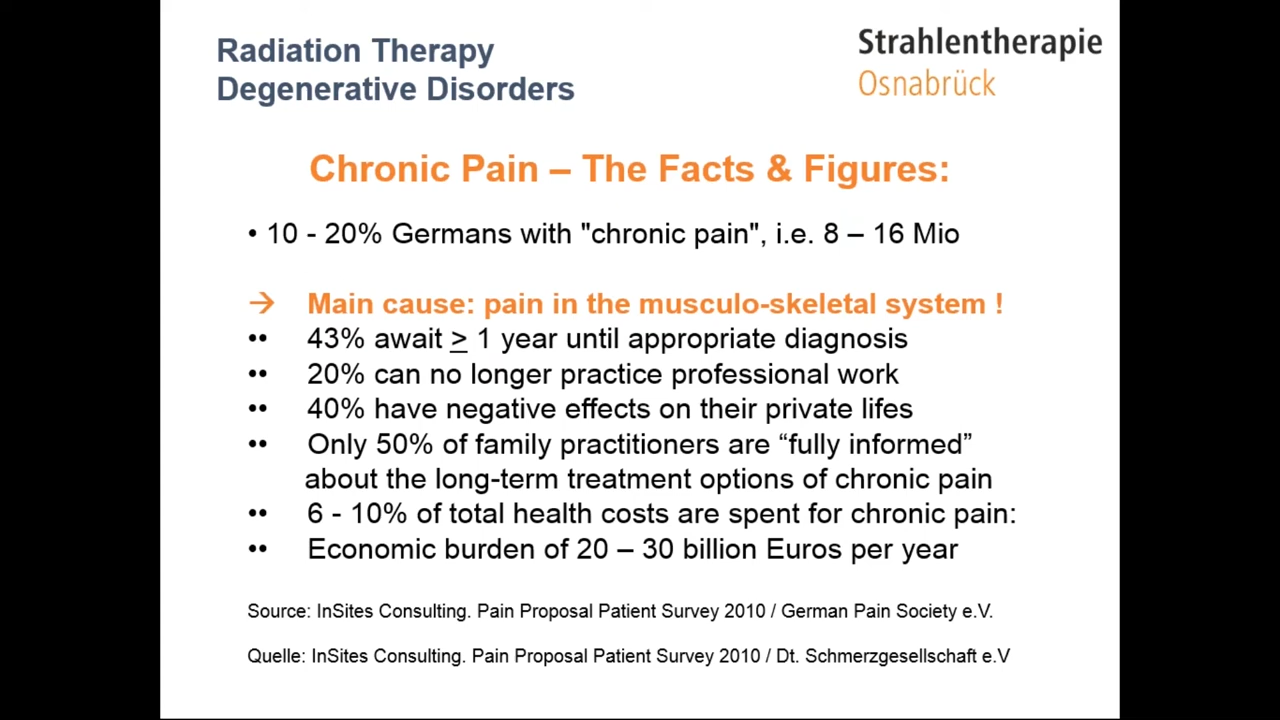 Radiation Therapy
Degenerative Disorders
Strahlentherapie
Osnabrück
Chronic Pain – The Facts & Figures:
• 10 - 20% Germans with "chronic pain", i.e. 8 – 16 Mio
→ Main cause: pain in the musculo-skeletal system !
•• 43% await ≥ 1 year until appropriate diagnosis
•• 20% can no longer practice professional work
•• 40% have negative effects on their private lifes
•• Only 50% of family practitioners are “fully informed”
about the long-term treatment options of chronic pain
•• 6 - 10% of total health costs are spent for chronic pain:
•• Economic burden of 20 – 30 billion Euros per year
Source: InSites Consulting. Pain Proposal Patient Survey 2010 / German Pain Society e.V.
Quelle: InSites Consulting. Pain Proposal Patient Survey 2010 / Dt. Schmerzgesellschaft e.V